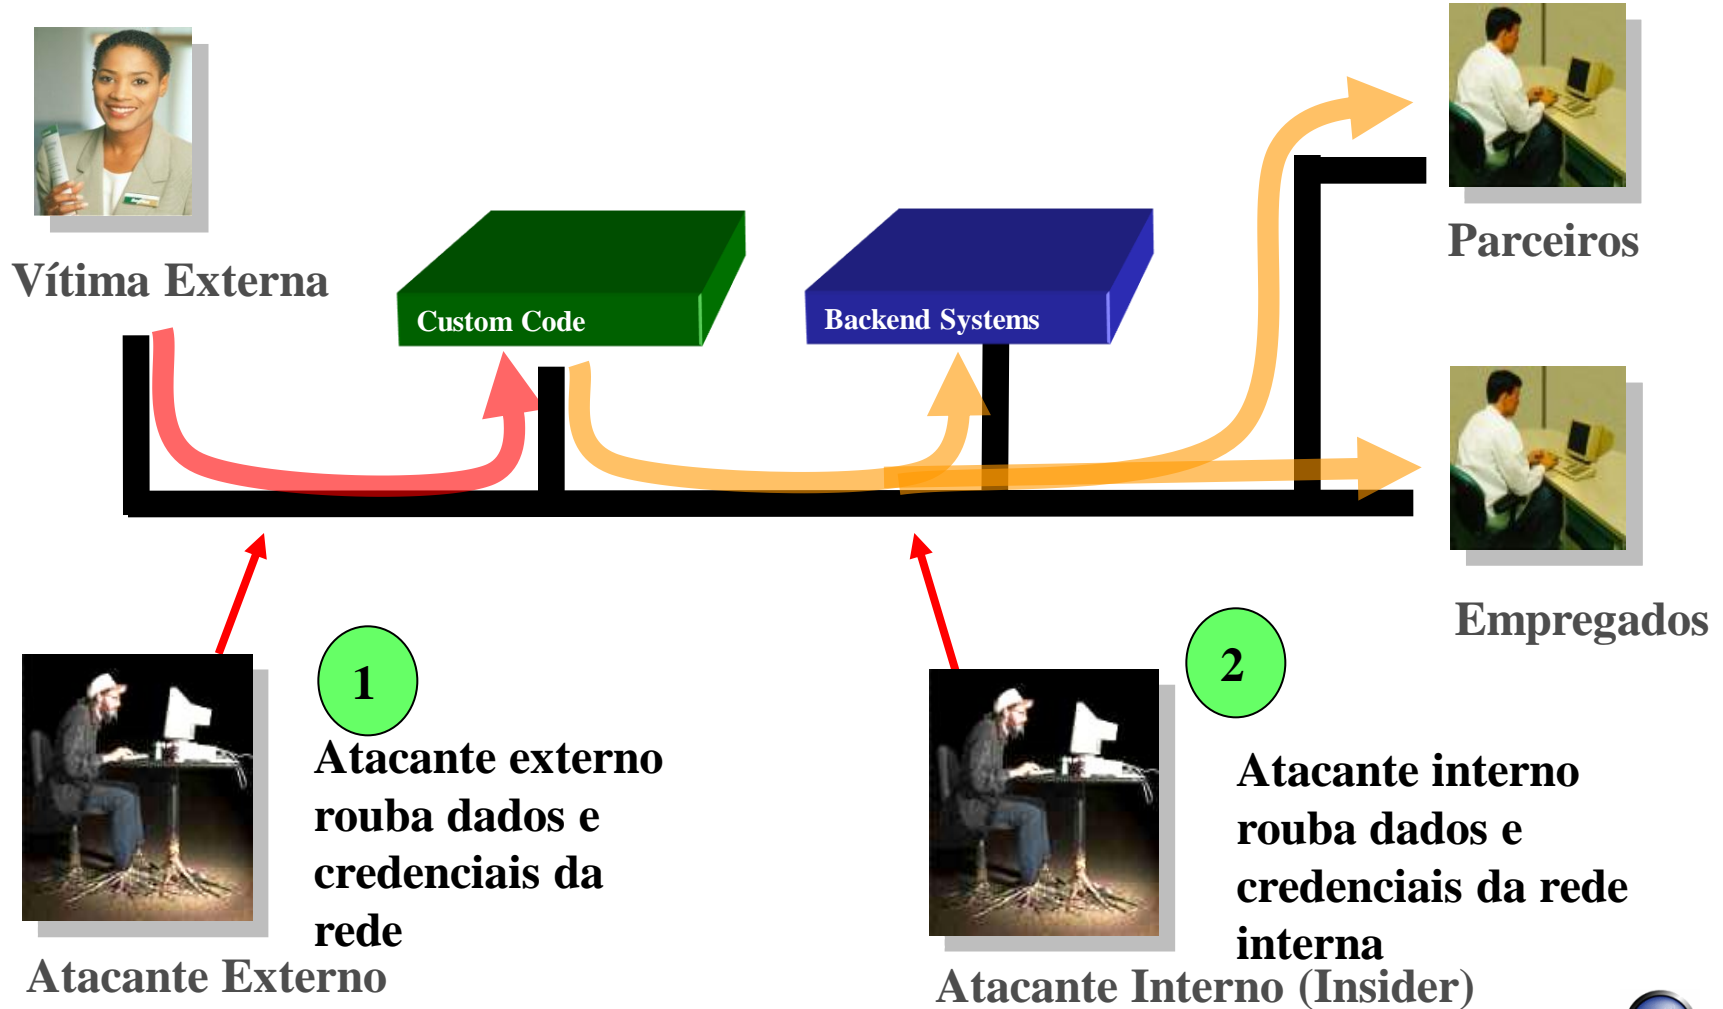 Vítima Externa
Custom Code
Backend Systems
Parceiros
Empregados
1
Atacante externo
rouba dados e
credenciais da
rede
Atacante Externo
2
Atacante interno
rouba dados e
credenciais da rede
interna
Atacante Interno (Insider)